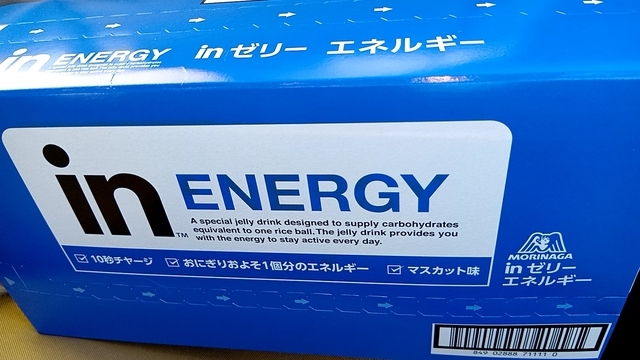 in ENERGY
in ゼリー エネルギー
in ENERGY
A special jelly drink designed to supply carbohydrates
equivalent to one rice ball. The jelly drink provides you
with the energy to stay active every day.
TM
10秒チャージ おにぎりおよそ1個分のエネルギー マスカット味
MORINAGA
in ゼリー
エネルギー
849 02888 71111 0